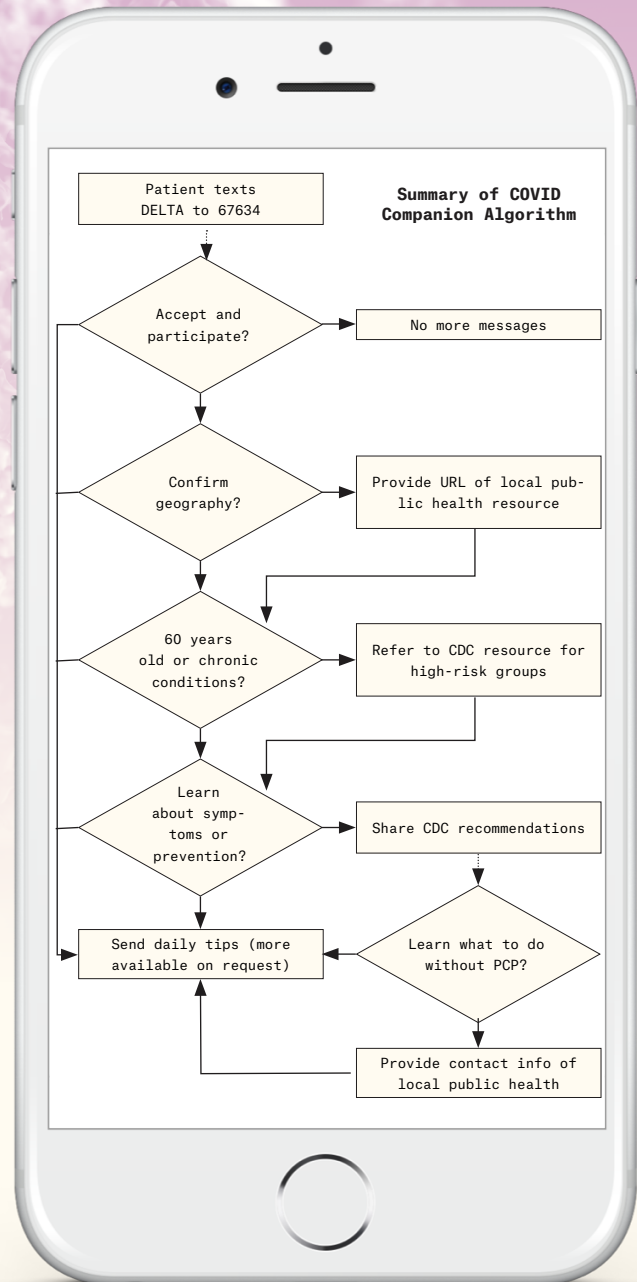 Patient texts
DELTA to 67634
Summary of COVID
Companion Algorithm
Accept and
participate?
No more messages
Confirm
geography?
Provide URL of local pub-
lic health resource
60 years
old or chronic
conditions?
Refer to CDC resource for
high-risk groups
Learn
about symp-
toms or
prevention?
Share CDC recommendations
Send daily tips (more
available on request)
Learn what to do
without PCP?
Provide contact info of
local public health